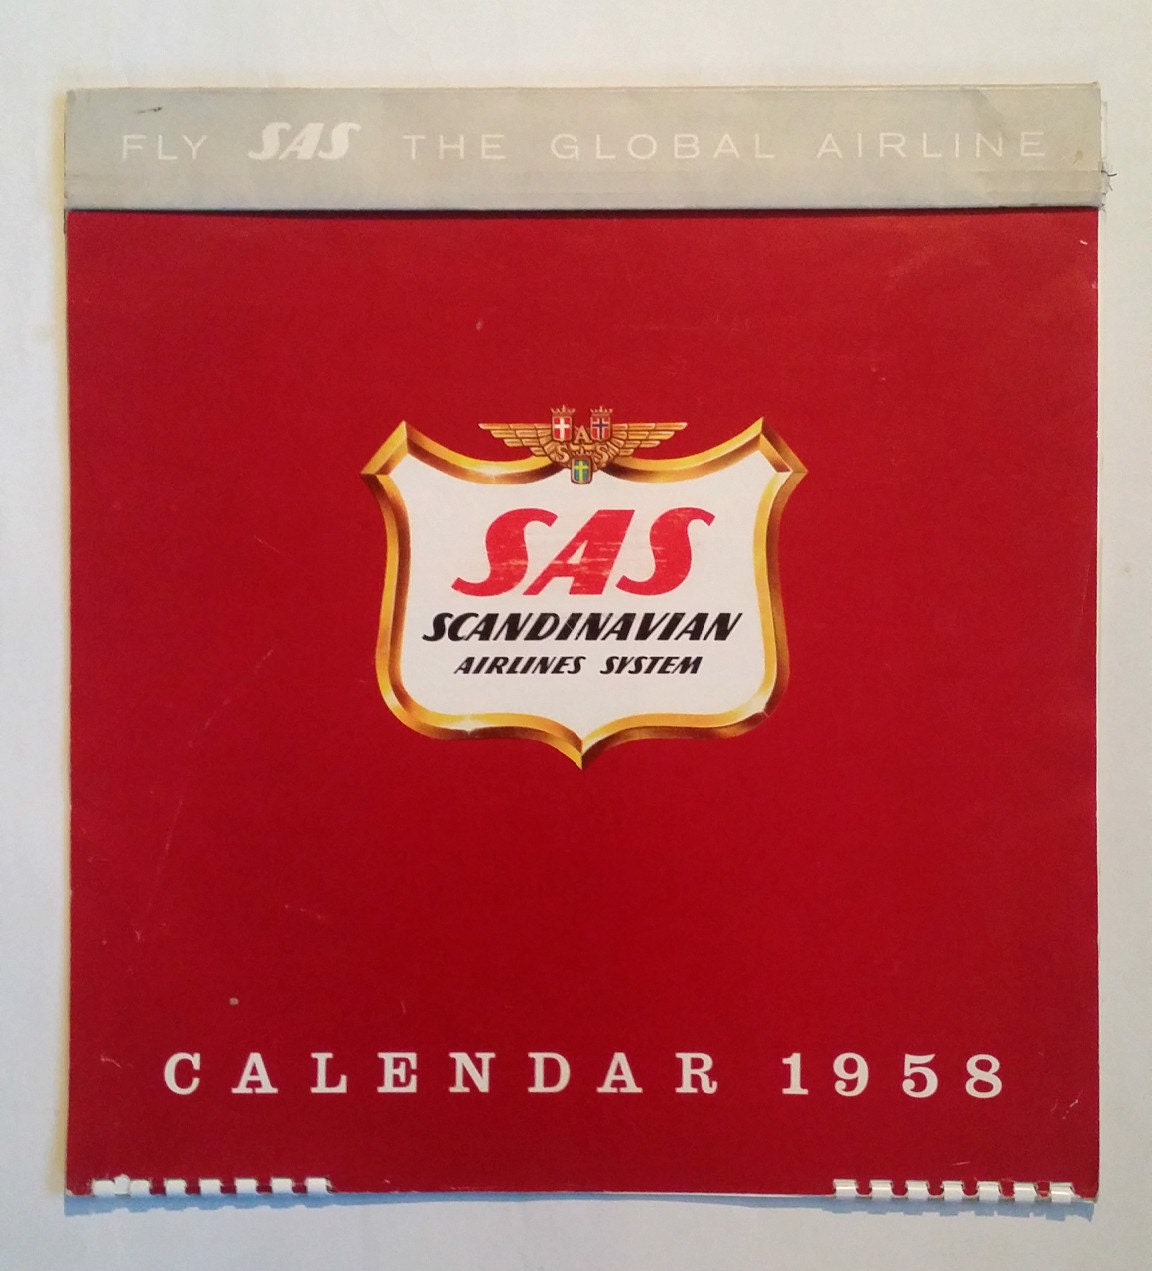 FLY SAS THE GLOBAL AIRLINE
S A S
SAS
SCANDINAVIAN
AIRLINES SYSTEM
CALENDAR 1958